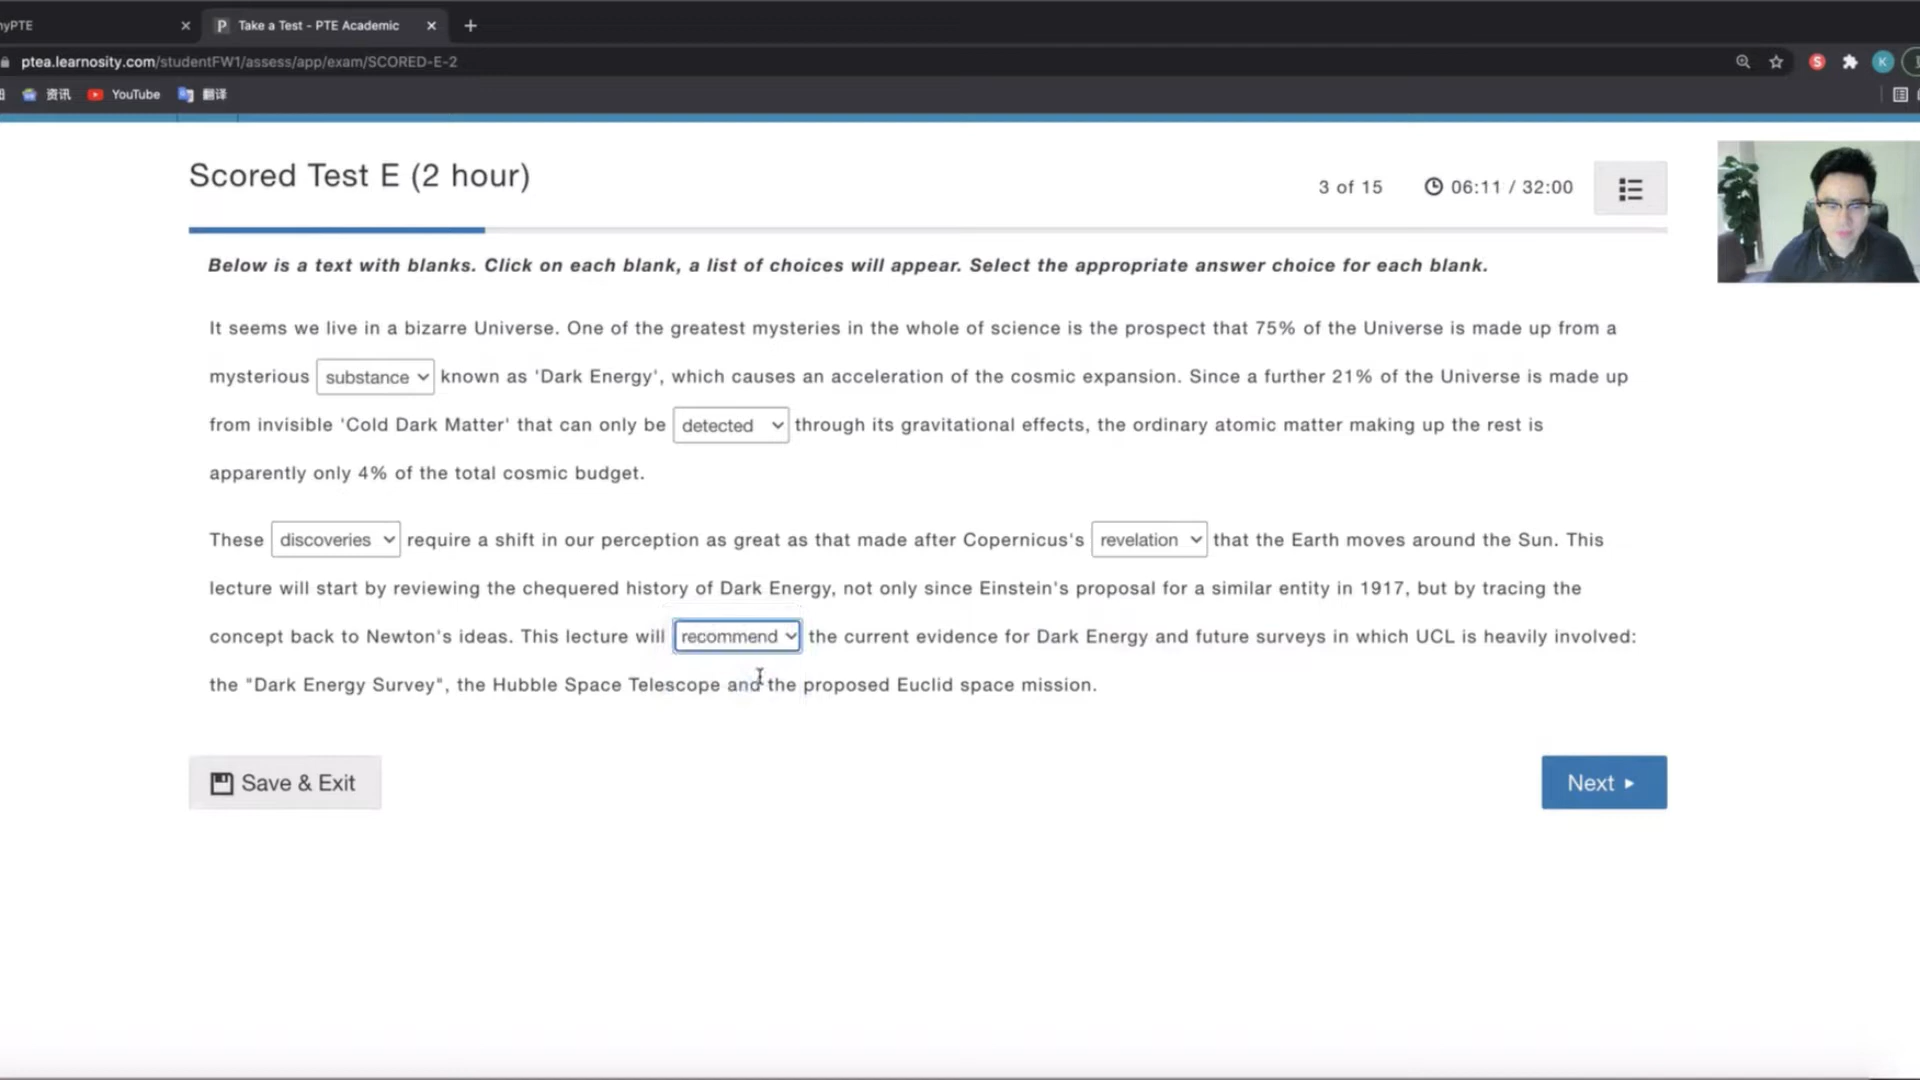 nyPTE
P Take a Test - PTE Academic
ptea.learnosity.com/studentFW1/assess/app/exam/SCORED-E-2
S
K
资讯 YouTube 翻译
Scored Test E (2 hour)
3 of 15 06:11 / 32:00
Below is a text with blanks. Click on each blank, a list of choices will appear. Select the appropriate answer choice for each blank.
It seems we live in a bizarre Universe. One of the greatest mysteries in the whole of science is the prospect that 75% of the Universe is made up from a
mysterious substance known as 'Dark Energy', which causes an acceleration of the cosmic expansion. Since a further 21% of the Universe is made up
from invisible 'Cold Dark Matter' that can only be detected through its gravitational effects, the ordinary atomic matter making up the rest is
apparently only 4% of the total cosmic budget.
These discoveries require a shift in our perception as great as that made after Copernicus's revelation that the Earth moves around the Sun. This
lecture will start by reviewing the chequered history of Dark Energy, not only since Einstein's proposal for a similar entity in 1917, but by tracing the
concept back to Newton's ideas. This lecture will recommend the current evidence for Dark Energy and future surveys in which UCL is heavily involved:
the "Dark Energy Survey", the Hubble Space Telescope and the proposed Euclid space mission.
Save & Exit
Next